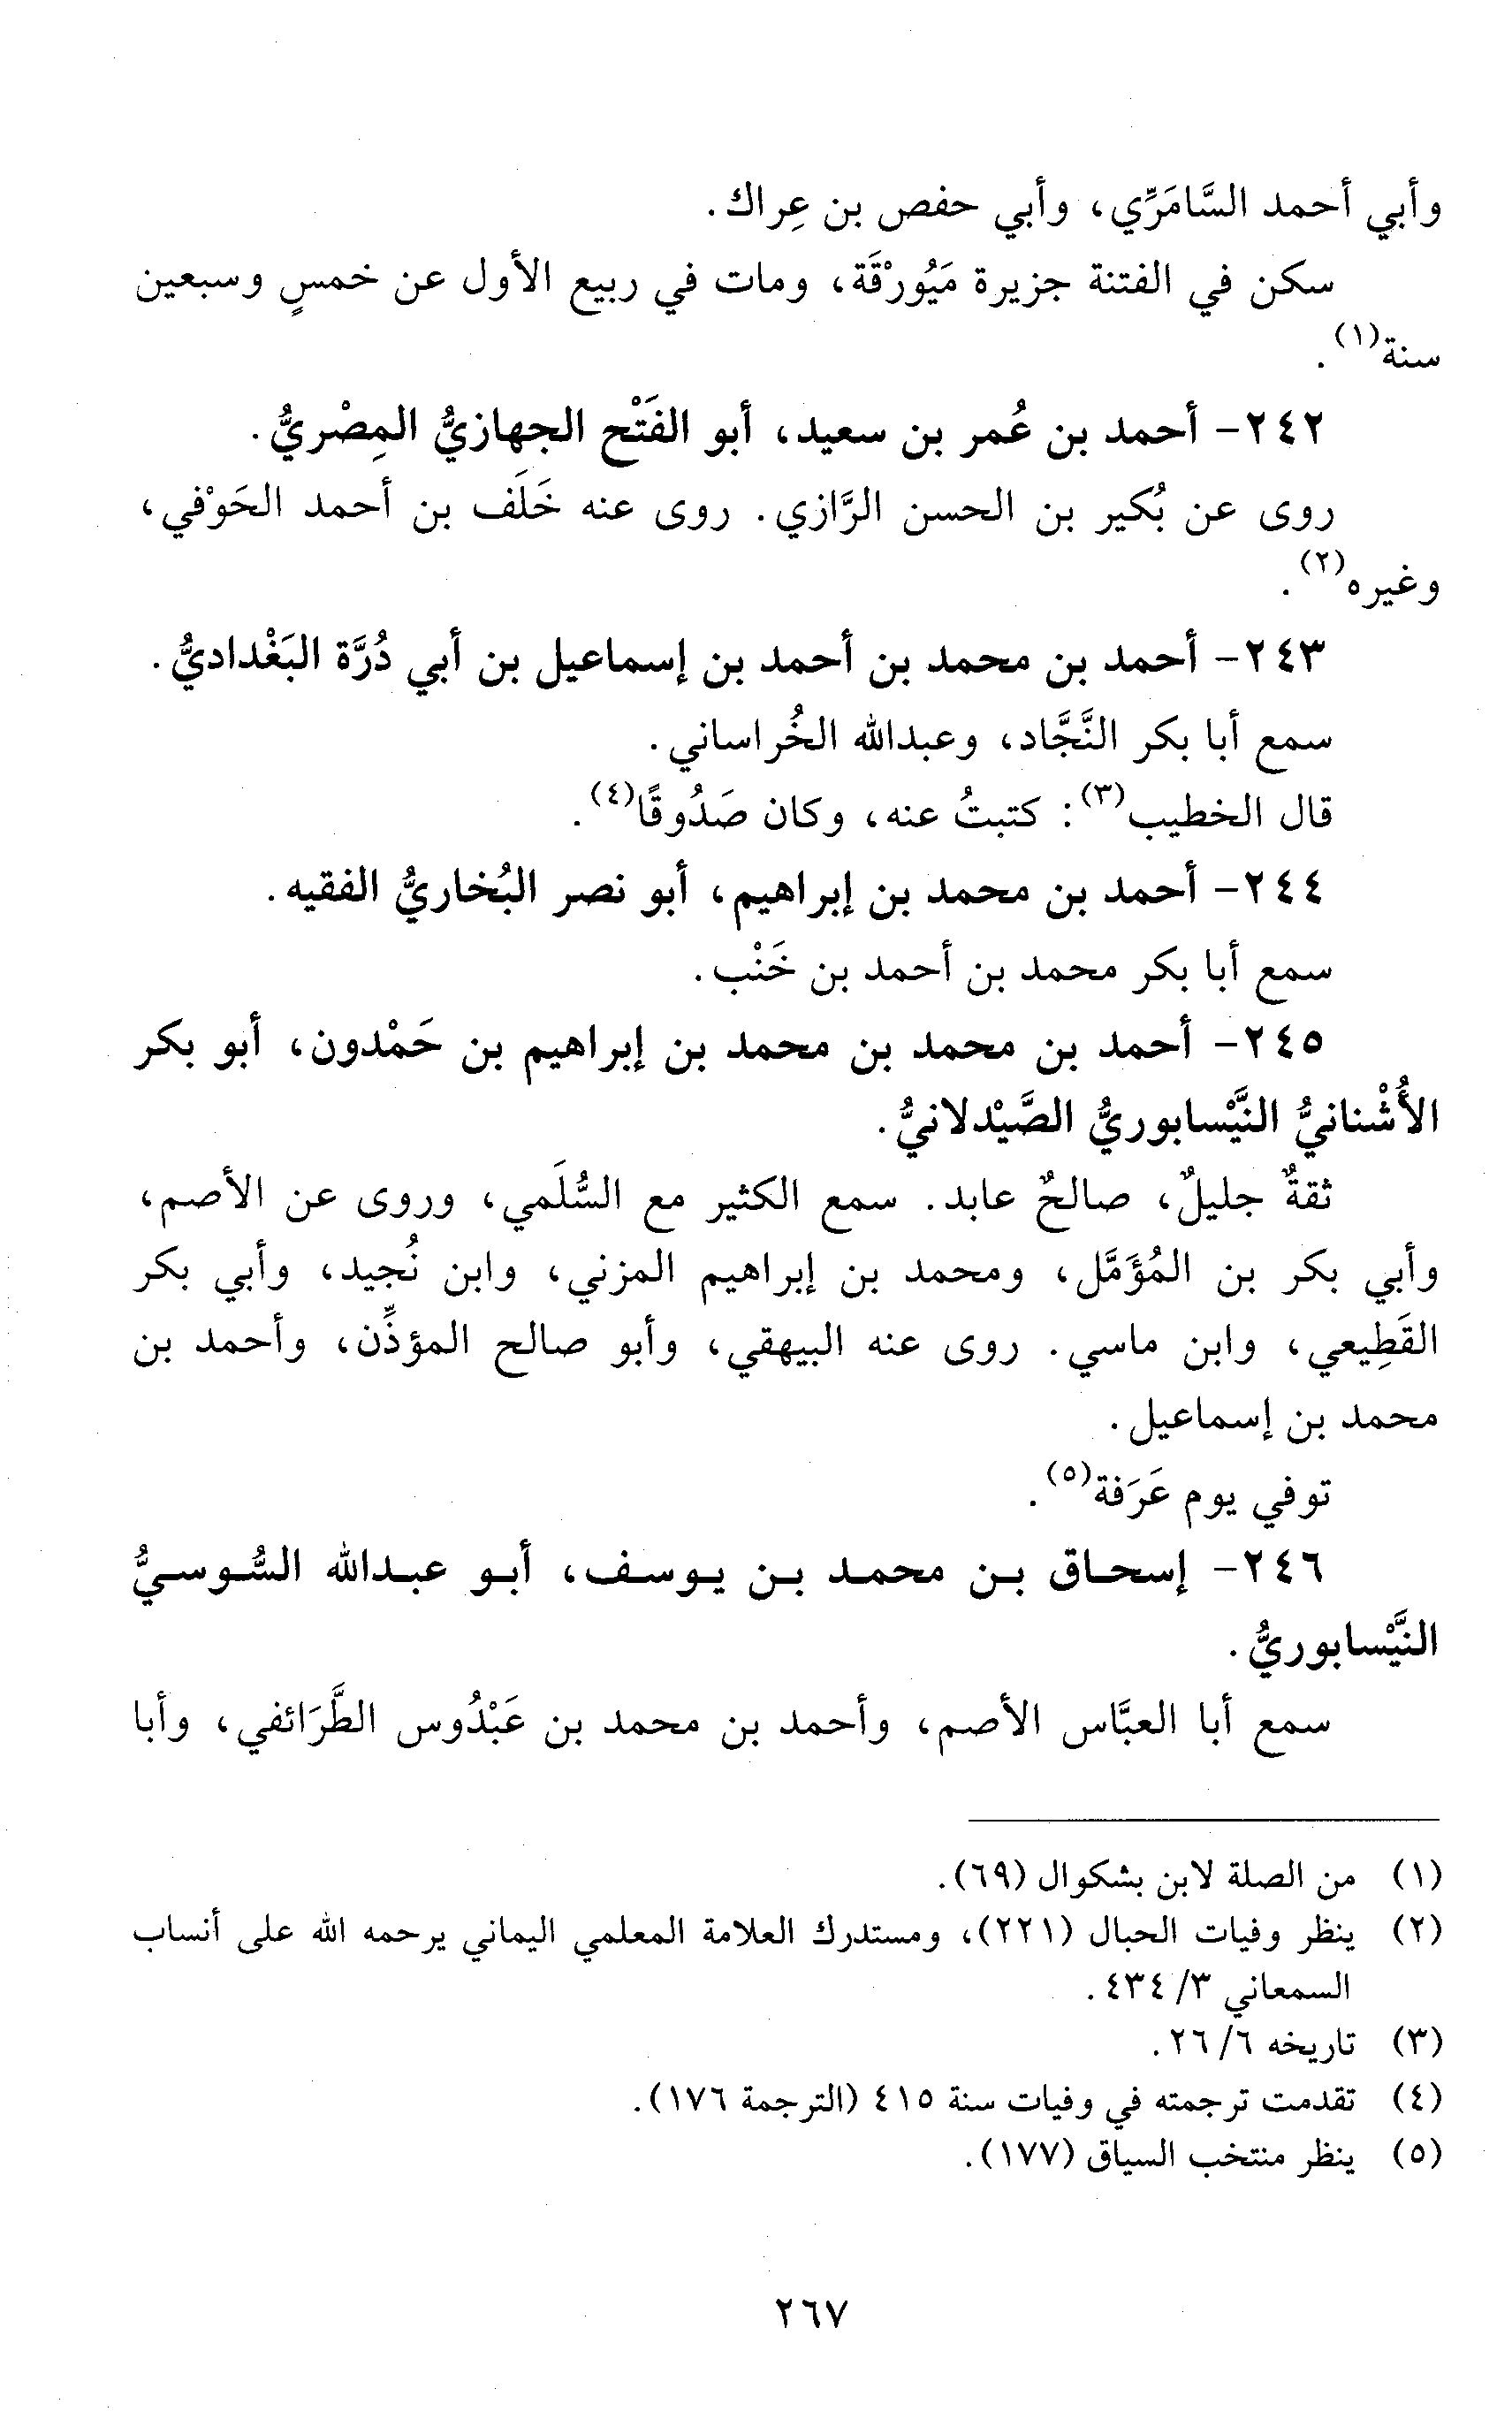 وأبي أحمد السَّامَرِّي، وأبي حفص بن عِراك.
سكن في الفتنة جزيرة مَيُورْقَة، ومات في ربيع الأول عن خمسٍ وسبعين
سنة(١).
٢٤٢- أحمد بن عُمر بن سعيد، أبو الفَتْح الجهازيُّ المِصْريُّ.
روى عن بُكير بن الحسن الرَّازي. روى عنه خَلَف بن أحمد الحَوْفي،
وغيره(٢).
٢٤٣- أحمد بن محمد بن أحمد بن إسماعيل بن أبي دُرَّة البَغْداديُّ.
سمع أبا بكر النَّجَّاد، وعبدالله الخُراساني.
قال الخطيب(٣): كتبتُ عنه، وكان صَدُوقًا(٤).
٢٤٤- أحمد بن محمد بن إبراهيم، أبو نصر البُخاريُّ الفقيه.
سمع أبا بكر محمد بن أحمد بن خَنْب.
٢٤٥- أحمد بن محمد بن محمد بن إبراهيم بن حَمْدون، أبو بكر
الأُشْنانيُّ النَّيْسابوريُّ الصَّيْدلانيُّ.
ثقةٌ جليلٌ، صالحٌ عابد. سمع الكثير مع السُّلَمي، وروى عن الأصم،
وأبي بكر بن المُؤَمَّل، ومحمد بن إبراهيم المزني، وابن نُجيد، وأبي بكر
القَطِيعي، وابن ماسي. روى عنه البيهقي، وأبو صالح المؤذِّن، وأحمد بن
محمد بن إسماعيل.
توفي يوم عَرَفة(٥).
٢٤٦- إسحاق بن محمد بن يوسف، أبو عبدالله السُّوسيُّ
النَّيْسابوريُّ.
سمع أبا العبَّاس الأصم، وأحمد بن محمد بن عَبْدُوس الطَّرَائفي، وأبا
(١) من الصلة لابن بشكوال (٦٩).
(٢) ينظر وفيات الحبال (٢٢١)، ومستدرك العلامة المعلمي اليماني يرحمه الله على أنساب
السمعاني ٣/ ٤٣٤.
(٣) تاريخه ٦/ ٢٦.
(٤) تقدمت ترجمته في وفيات سنة ٤١٥ (الترجمة ١٧٦).
(٥) ينظر منتخب السياق (١٧٧).
٢٦٧